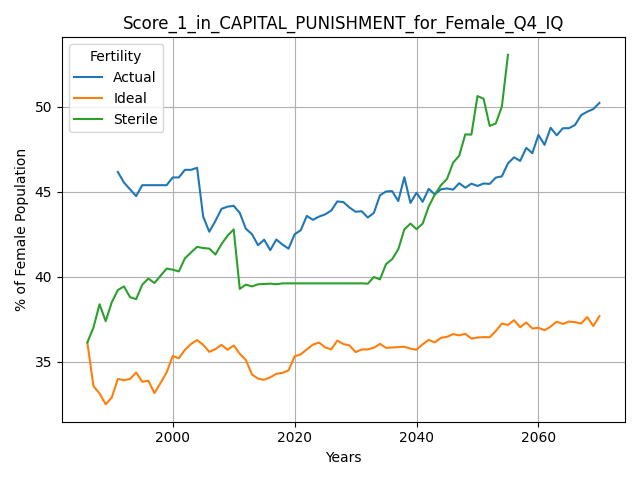 Score_1_in_CAPITAL_PUNISHMENT_for_Female_Q4_IQ
Fertility
Actual
Ideal
Sterile
% of Female Population
50
45
40
35
2000
2020
2040
2060
Years